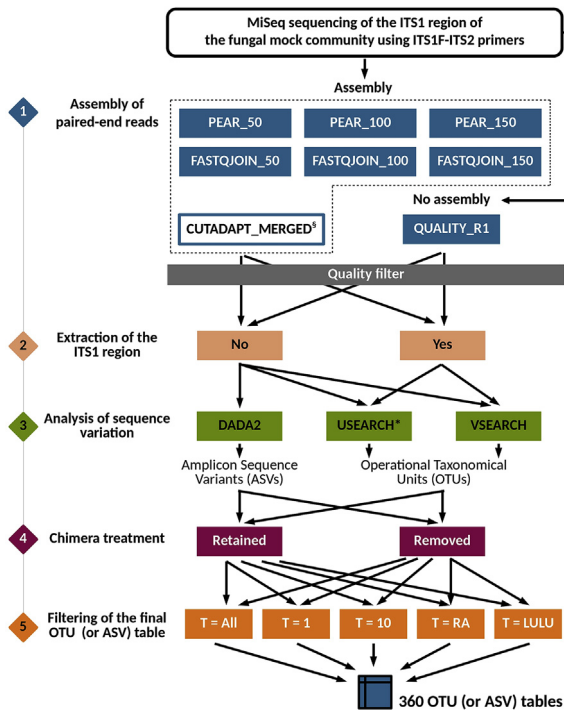 MiSeq sequencing of the ITS1 region of
the fungal mock community using ITS1F-ITS2 primers
Assembly
1
Assembly of
paired-end reads
PEAR_50
PEAR_100
PEAR_150
FASTQJOIN_50
FASTQJOIN_100
FASTQJOIN_150
No assembly
CUTADAPT_MERGED§
QUALITY_R1
Quality filter
2
Extraction of the
ITS1 region
No
Yes
3
Analysis of sequence
variation
DADA2
USEARCH*
VSEARCH
Amplicon Sequence
Variants (ASVs)
Operational Taxonomical
Units (OTUs)
4
Chimera treatment
Retained
Removed
5
Filtering of the final
OTU (or ASV) table
T = All
T = 1
T = 10
T = RA
T = LULU
360 OTU (or ASV) tables